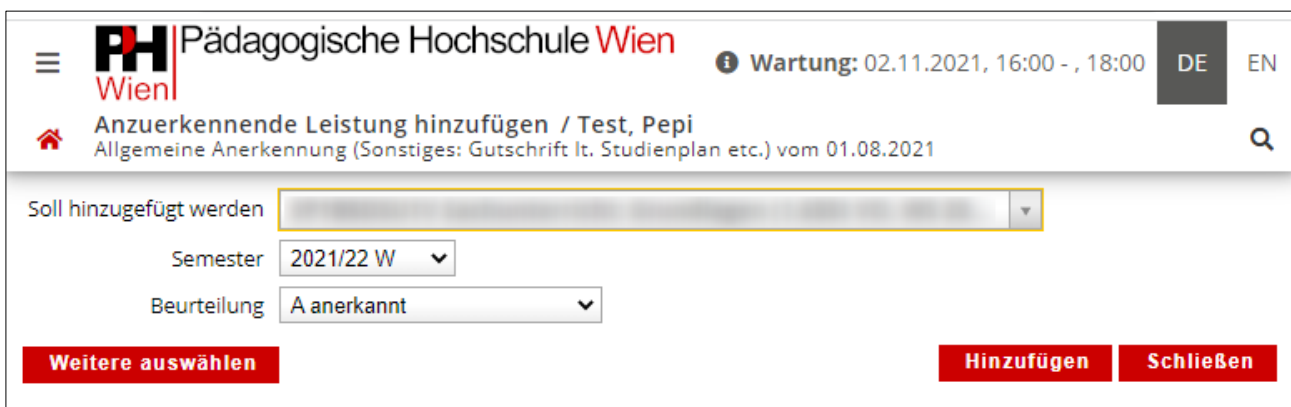 PH Pädagogische Hochschule Wien
Wien
Wartung: 02.11.2021, 16:00 - , 18:00 DE EN
Anzuerkennende Leistung hinzufügen / Test, Pepi
Allgemeine Anerkennung (Sonstiges: Gutschrift lt. Studienplan etc.) vom 01.08.2021
Soll hinzugefügt werden
Semester 2021/22 W
Beurteilung A anerkannt
Weitere auswählen Hinzufügen Schließen